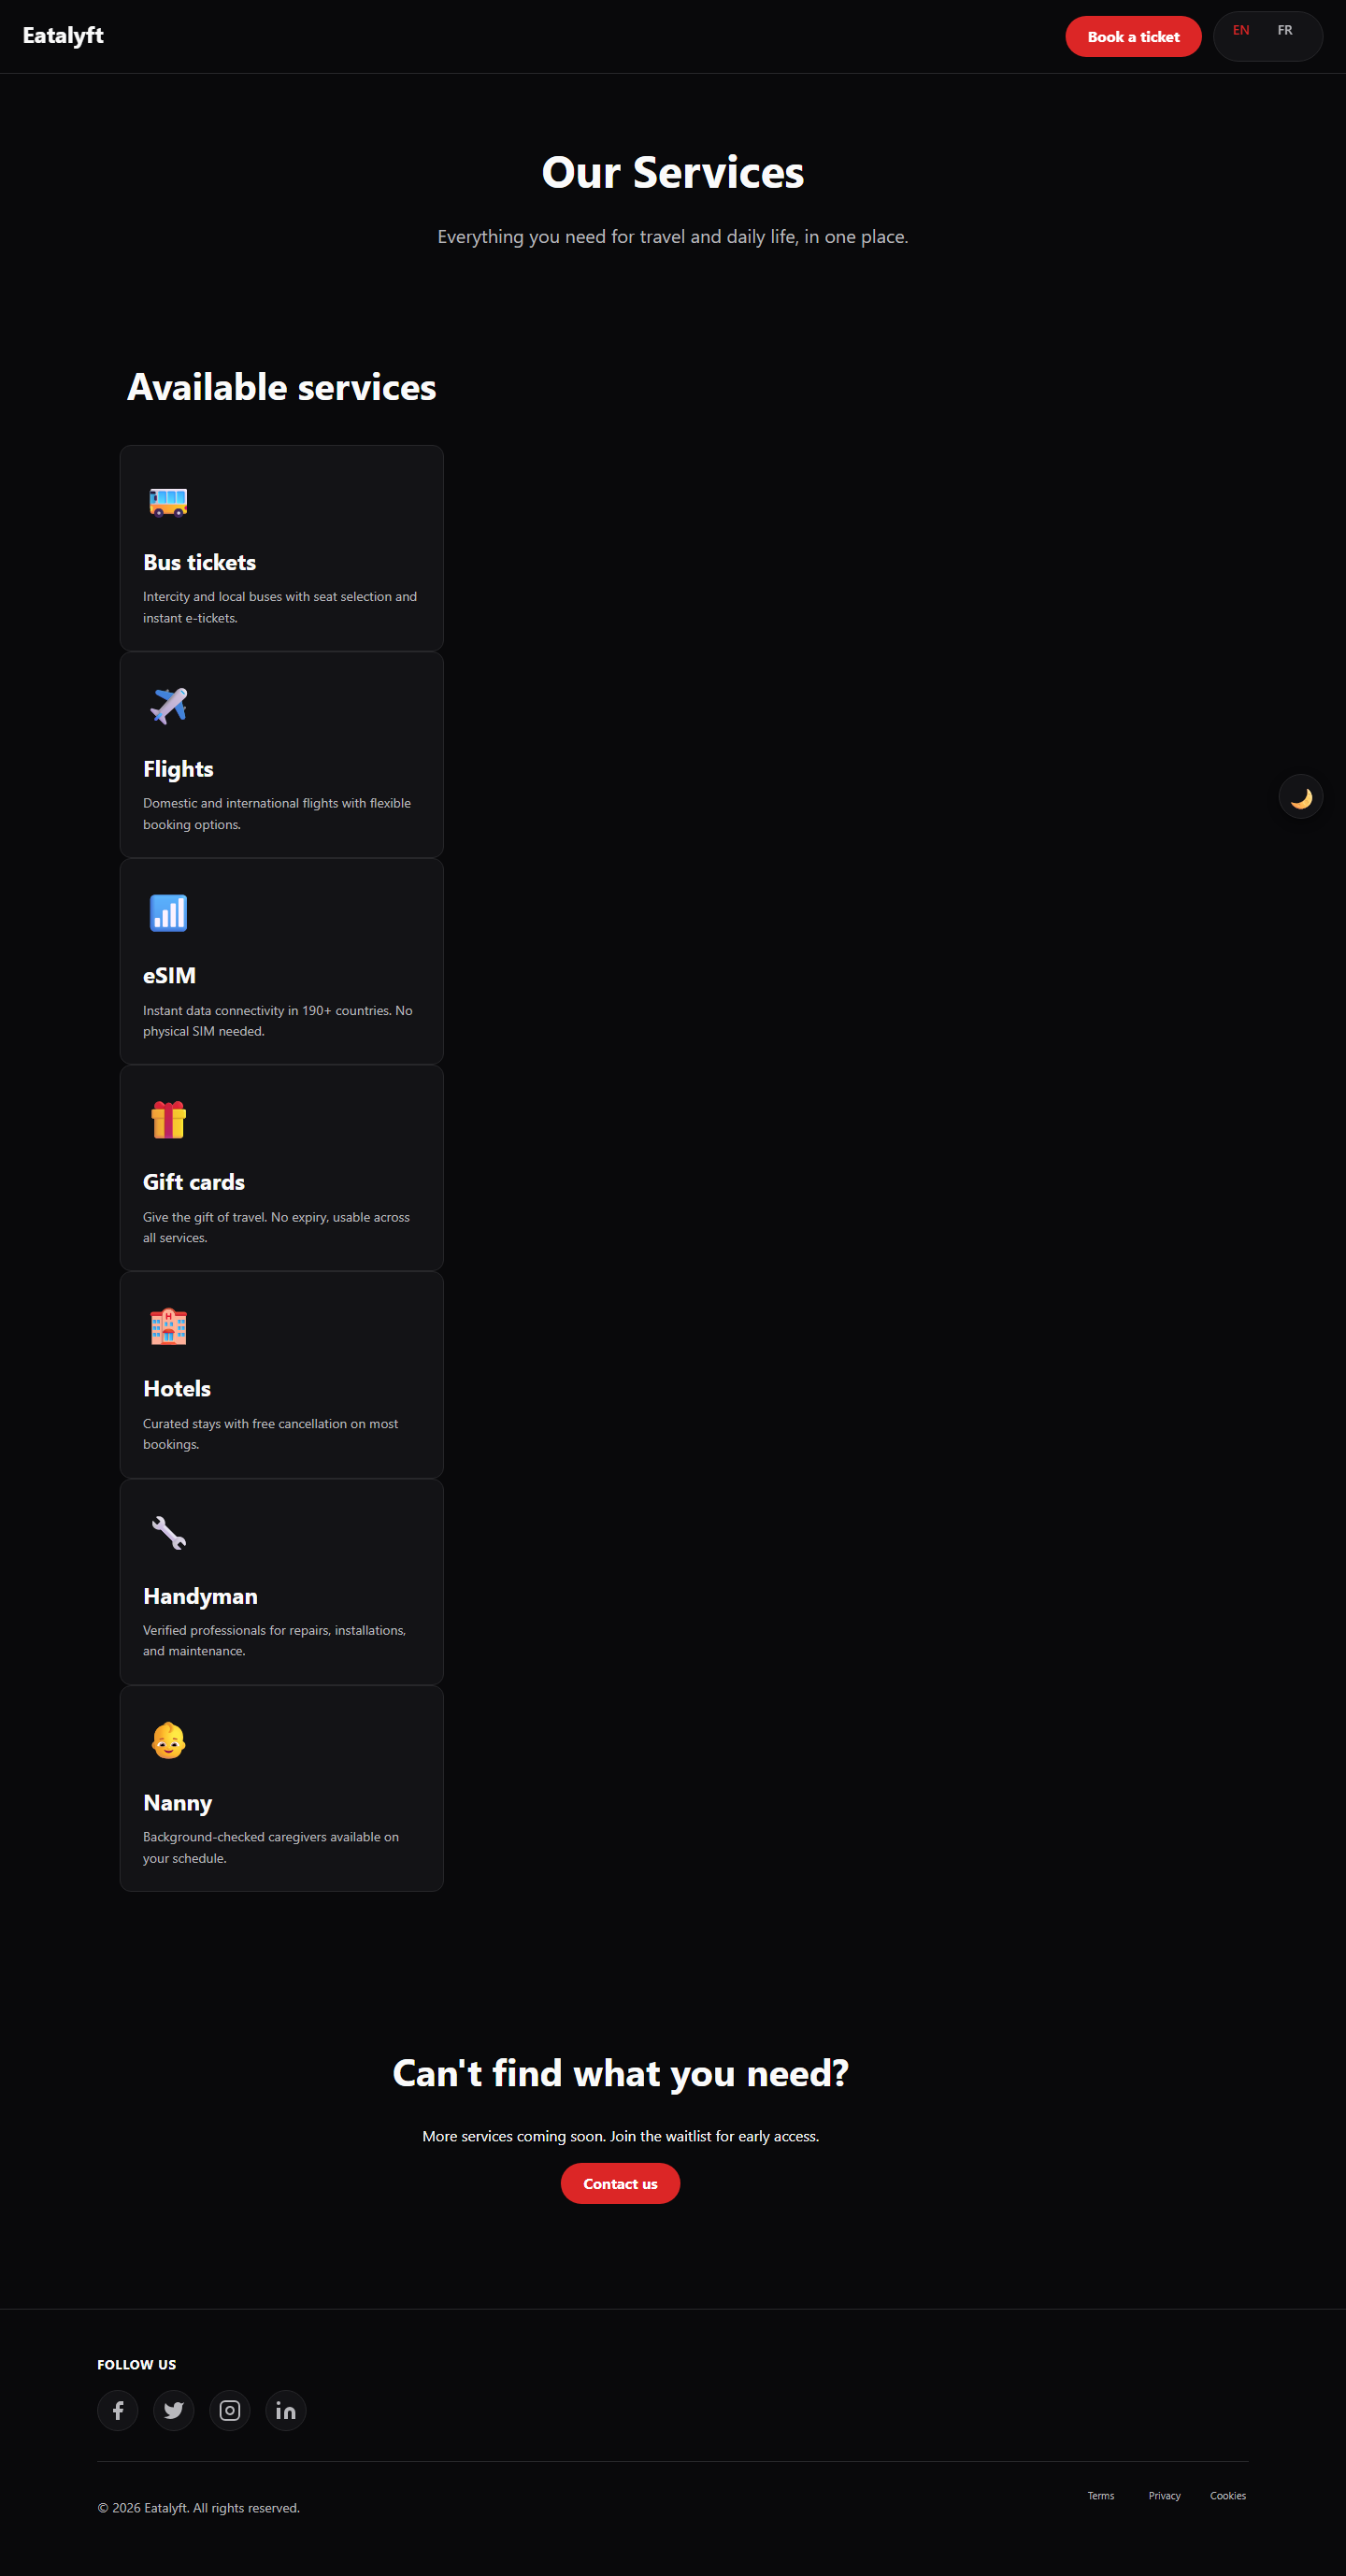 Eatalyft
Book a ticket
EN FR
Our Services
Everything you need for travel and daily life, in one place.
Available services
Bus tickets
Intercity and local buses with seat selection and
instant e-tickets.
Flights
Domestic and international flights with flexible
booking options.
eSIM
Instant data connectivity in 190+ countries. No
physical SIM needed.
Gift cards
Give the gift of travel. No expiry, usable across
all services.
H
Hotels
Curated stays with free cancellation on most
bookings.
Handyman
Verified professionals for repairs, installations,
and maintenance.
Nanny
Background-checked caregivers available on
your schedule.
Can't find what you need?
More services coming soon. Join the waitlist for early access.
Contact us
FOLLOW US
© 2026 Eatalyft. All rights reserved.
Terms Privacy Cookies